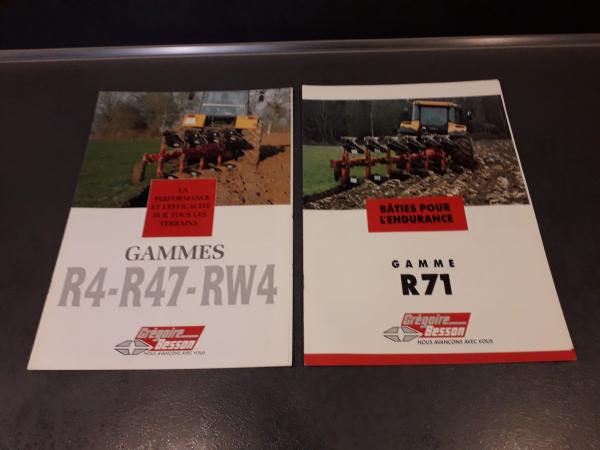 LA
PERFORMANCE
ET L'EFFICACITÉ
SUR TOUS LES
TERRAINS
GAMMES
R4-R47-RW4
Grégoire
Besson
NOUS AVANÇONS AVEC VOUS
BÂTIES POUR
L'ENDURANCE
GAMME
R71
Grégoire
Besson
NOUS AVANÇONS AVEC VOUS